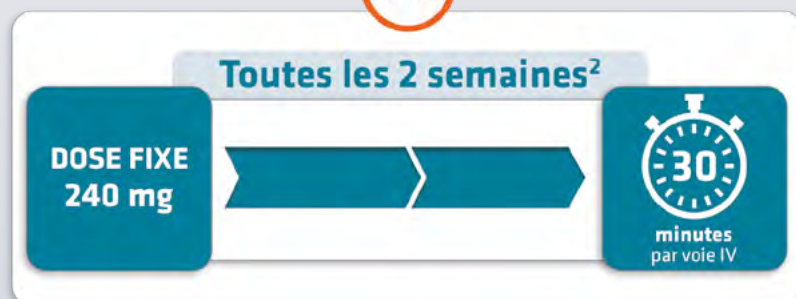 Toutes les 2 semaines²
DOSE FIXE
240 mg
30
minutes
par voie IV